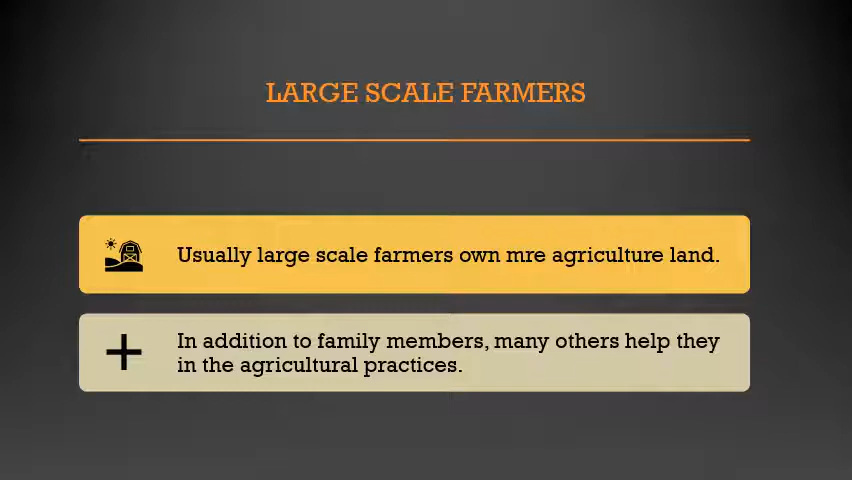 LARGE SCALE FARMERS
Usually large scale farmers own mre agriculture land.
In addition to family members, many others help they
in the agricultural practices.